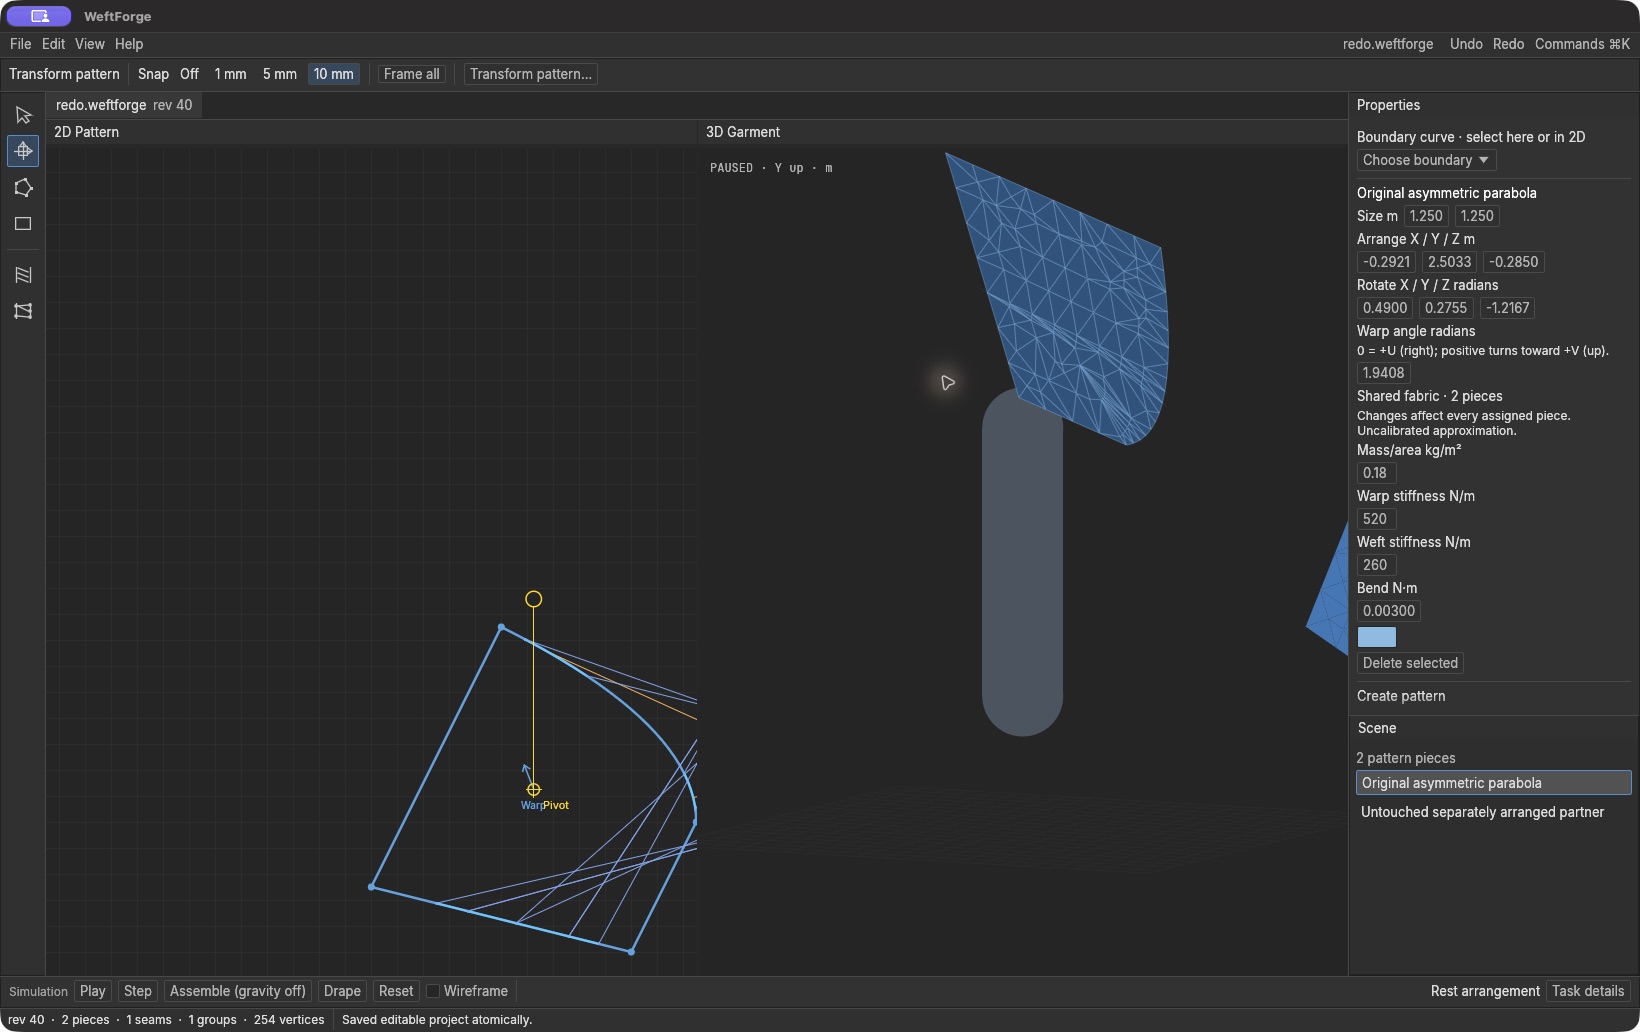 WeftForge
File Edit View Help
redo.weftforge Undo Redo Commands ⌘K
Transform pattern Snap Off 1 mm 5 mm 10 mm Frame all Transform pattern...
redo.weftforge rev 40
2D Pattern
Warp Pivot
3D Garment
PAUSED · Y up · m
Properties
Boundary curve · select here or in 2D
Choose boundary
Original asymmetric parabola
Size m 1.250 1.250
Arrange X / Y / Z m
-0.2921 2.5033 -0.2850
Rotate X / Y / Z radians
0.4900 0.2755 -1.2167
Warp angle radians
0 = +U (right); positive turns toward +V (up).
1.9408
Shared fabric · 2 pieces
Changes affect every assigned piece.
Uncalibrated approximation.
Mass/area kg/m²
0.18
Warp stiffness N/m
520
Weft stiffness N/m
260
Bend N·m
0.00300
Delete selected
Create pattern
Scene
2 pattern pieces
Original asymmetric parabola
Untouched separately arranged partner
Simulation Play Step Assemble (gravity off) Drape Reset Wireframe
Rest arrangement Task details
rev 40 · 2 pieces · 1 seams · 1 groups · 254 vertices Saved editable project atomically.